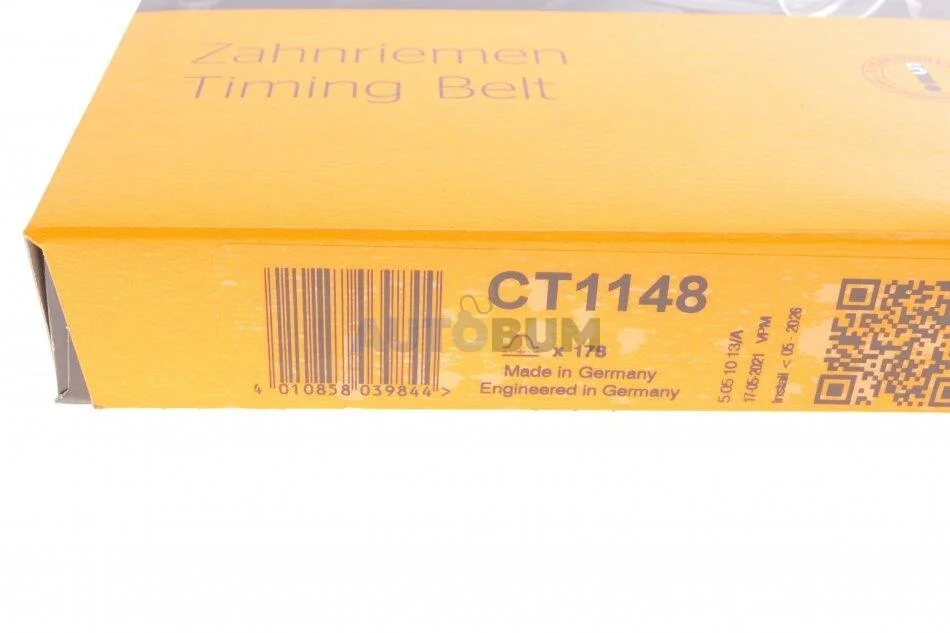 Zahnriemen
Timing Belt
5
CT1148
AUTOBUM
x 178
Made in Germany
Engineered in Germany
4 010858 039844 >
5 05 10 13/A
17-05-2021 VPM
Install < 05 - 2026